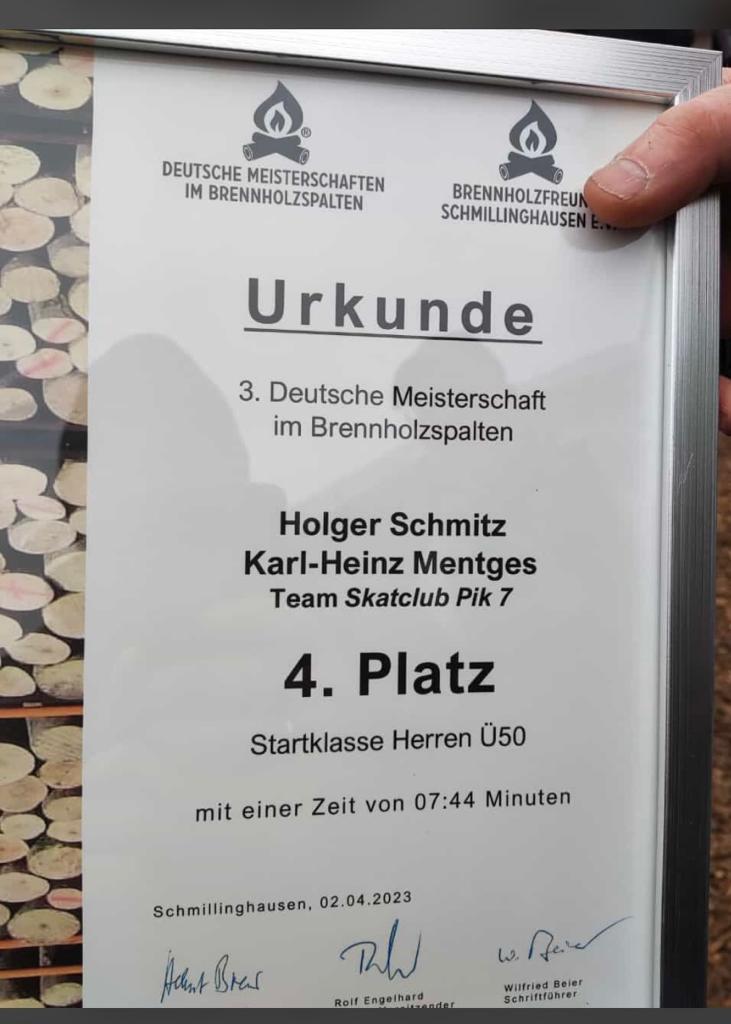 DEUTSCHE MEISTERSCHAFTEN
IM BRENNHOLZSPALTEN
®
BRENNHOLZFREUN
SCHMILLINGHAUSEN E.V.
Urkunde
3. Deutsche Meisterschaft
im Brennholzspalten
Holger Schmitz
Karl-Heinz Mentges
Team Skatclub Pik 7
4. Platz
Startklasse Herren Ü50
mit einer Zeit von 07:44 Minuten
Schmillinghausen, 02.04.2023
W. Beier
Rolf Engelhard
Wilfried Beier
Schriftführer